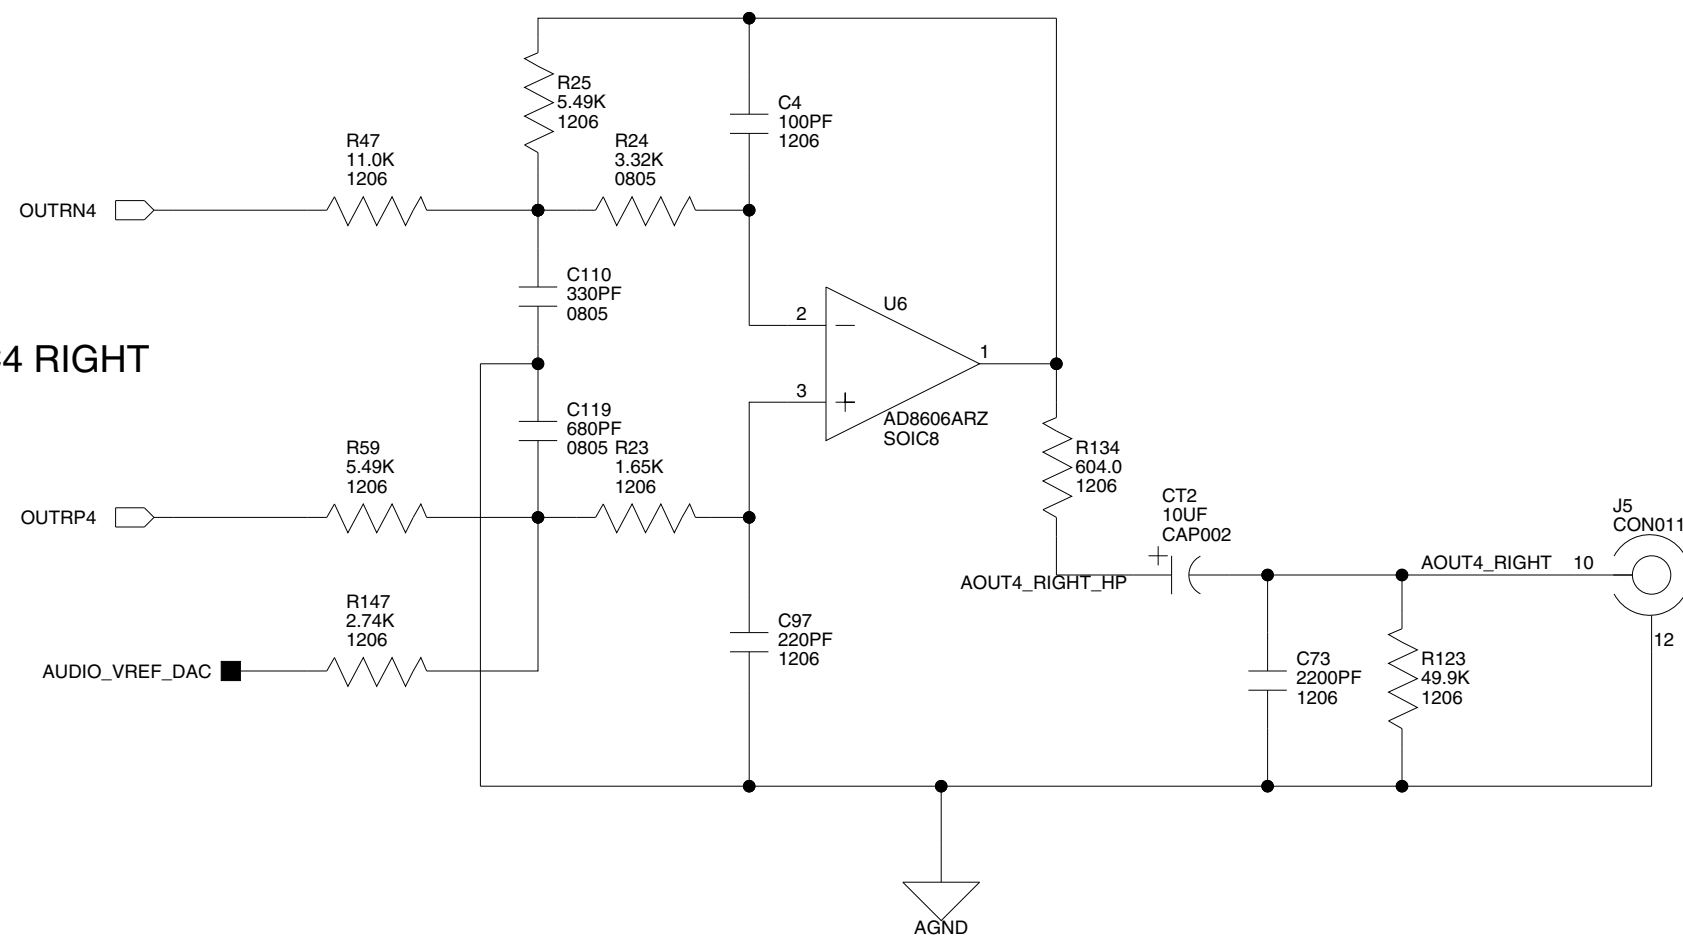 R25
5.49K
1206
C4
100PF
1206
R47
11.0K
1206
R24
3.32K
0805
OUTRN4
C110
330PF
0805
2
U6
4 RIGHT
1
3
C119
680PF
0805
AD8606ARZ
SOIC8
R59
5.49K
1206
R23
1.65K
1206
R134
604.0
1206
OUTRP4
CT2
10UF
CAP002
J5
CON011
AOUT4_RIGHT_HP
AOUT4_RIGHT
10
R147
2.74K
1206
C97
220PF
1206
12
AUDIO_VREF_DAC
C73
2200PF
1206
R123
49.9K
1206
AGND